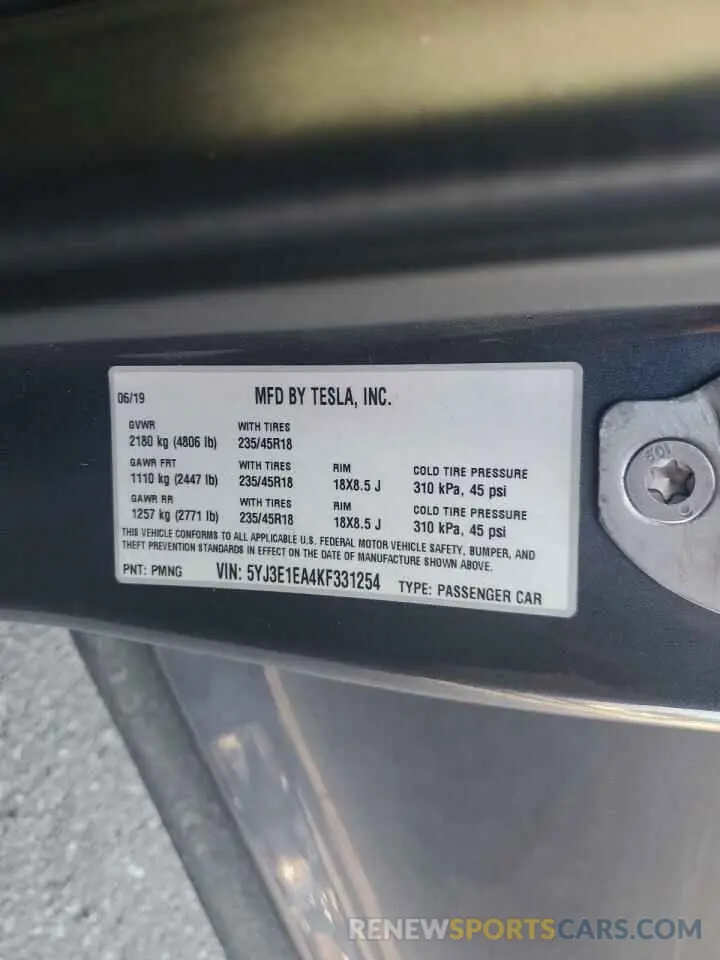 06/19 MFD BY TESLA, INC.
GVWR WITH TIRES
2180 kg (4806 lb) 235/45R18
GAWR FRT WITH TIRES RIM COLD TIRE PRESSURE
1110 kg (2447 lb) 235/45R18 18X8.5 J 310 kPa, 45 psi
GAWR RR WITH TIRES RIM COLD TIRE PRESSURE
1257 kg (2771 lb) 235/45R18 18X8.5 J 310 kPa, 45 psi
THIS VEHICLE CONFORMS TO ALL APPLICABLE U.S. FEDERAL MOTOR VEHICLE SAFETY, BUMPER, AND
THEFT PREVENTION STANDARDS IN EFFECT ON THE DATE OF MANUFACTURE SHOWN ABOVE.
PNT: PMNG VIN: 5YJ3E1EA4KF331254 TYPE: PASSENGER CAR
RENEWSPORTSCARS.COM